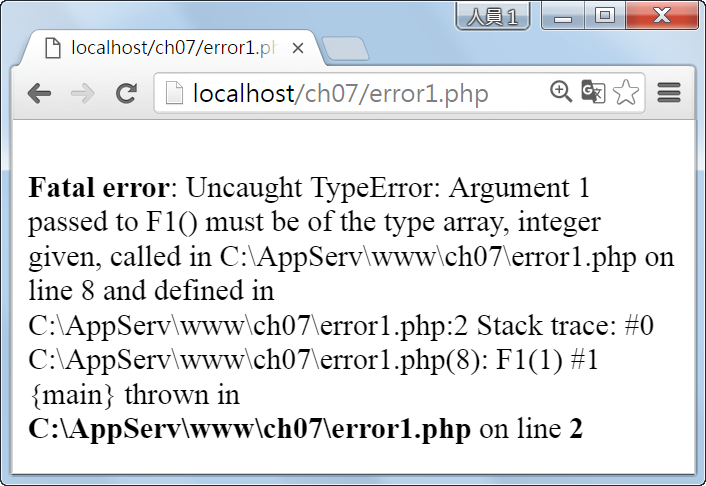 人員1
localhost/ch07/error1.ph
localhost/ch07/error1.php
Fatal error: Uncaught TypeError: Argument 1
passed to F1() must be of the type array, integer
given, called in C:\AppServ\www\ch07\error1.php on
line 8 and defined in
C:\AppServ\www\ch07\error1.php:2 Stack trace: #0
C:\AppServ\www\ch07\error1.php(8): F1(1) #1
{main} thrown in
C:\AppServ\www\ch07\error1.php on line 2